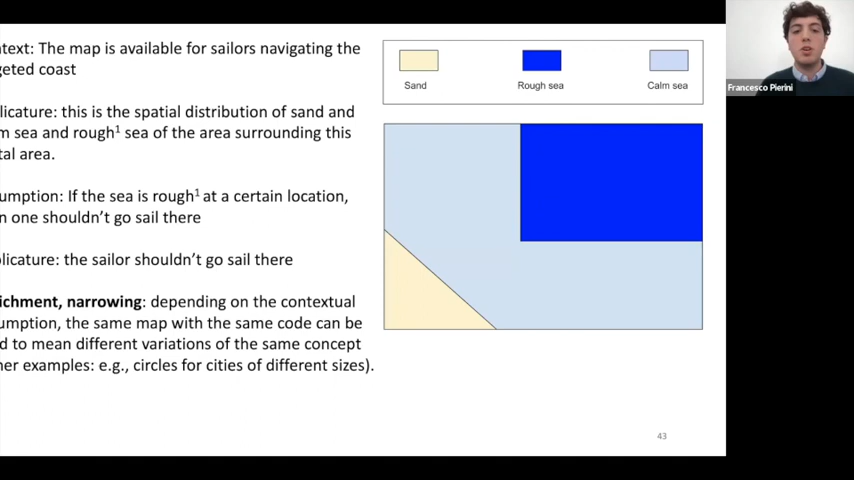 text: The map is available for sailors navigating the
geted coast
licature: this is the spatial distribution of sand and
m sea and rough¹ sea of the area surrounding this
tal area.
umption: If the sea is rough¹ at a certain location,
n one shouldn't go sail there
licature: the sailor shouldn't go sail there
ichment, narrowing: depending on the contextual
umption, the same map with the same code can be
d to mean different variations of the same concept
her examples: e.g., circles for cities of different sizes).
Sand
Rough sea
Calm sea
43
Francesco Pierini